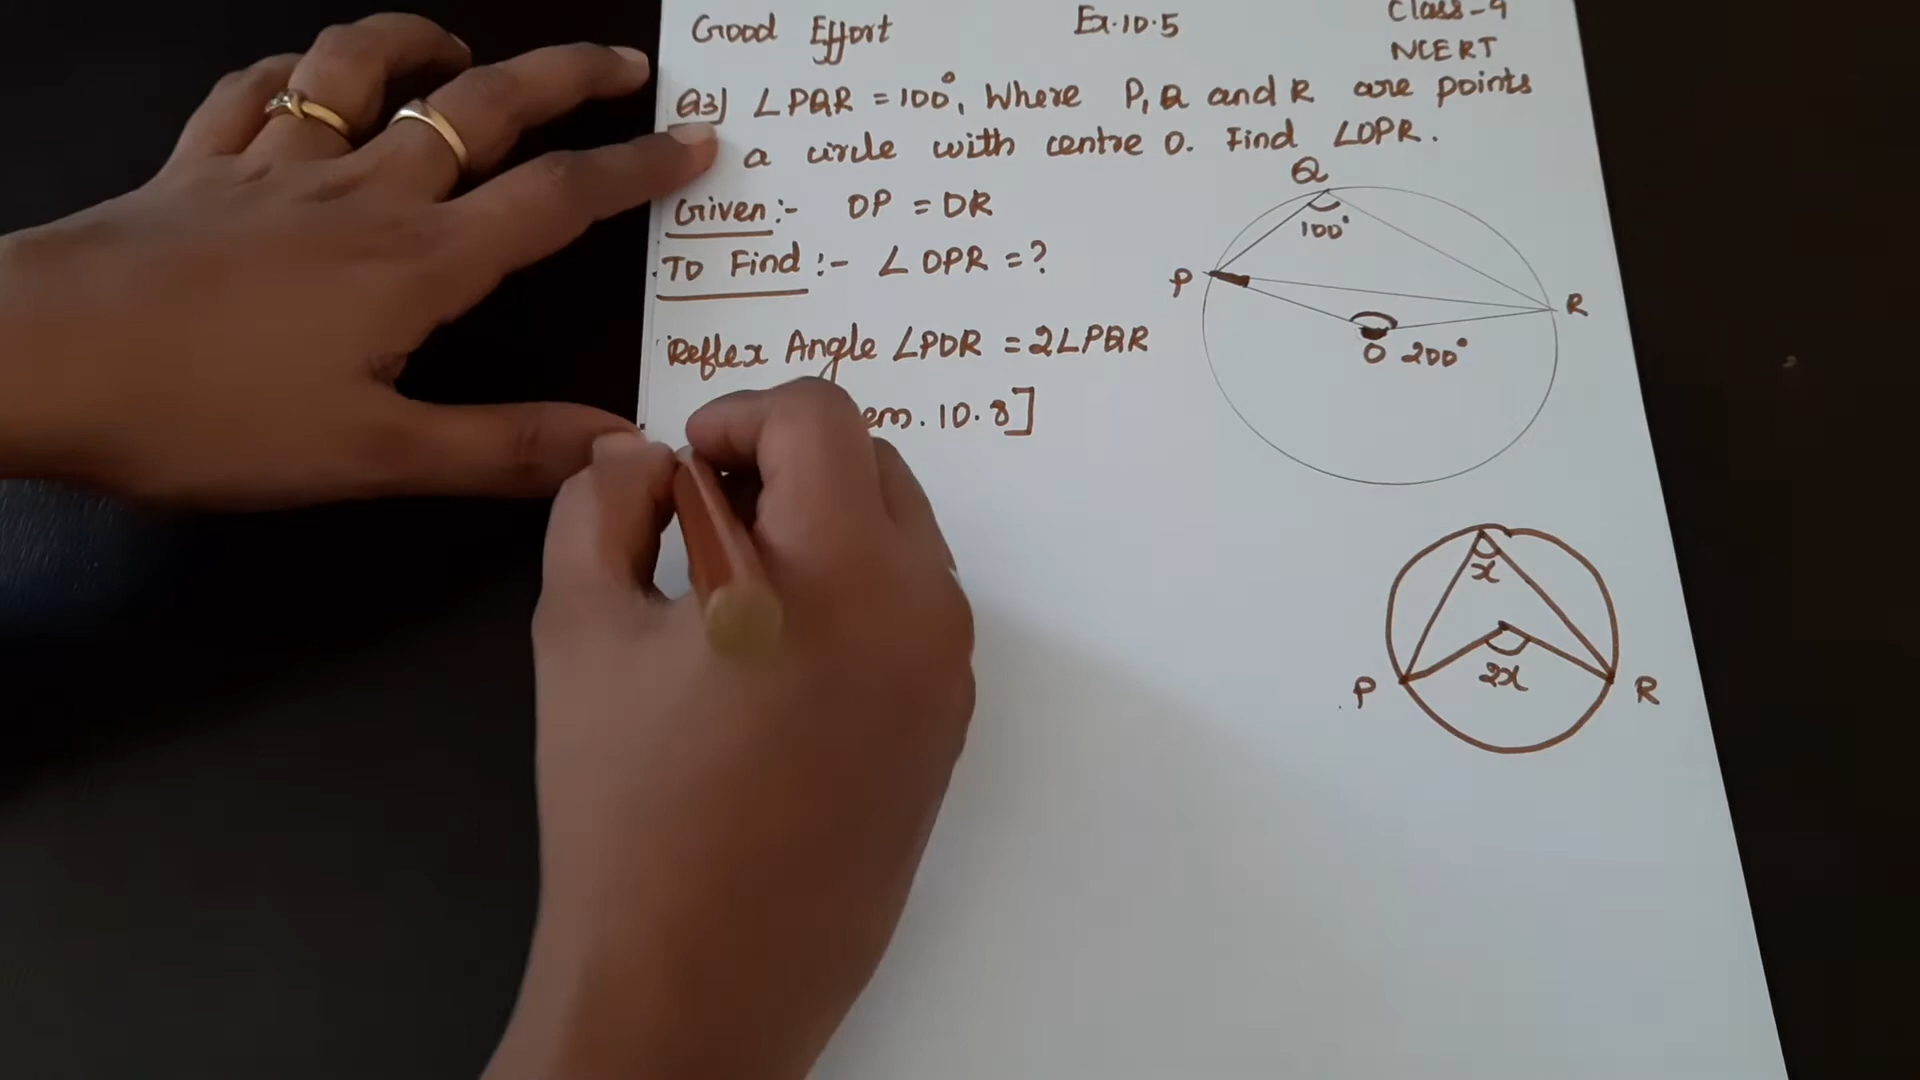 Good Effort
Ex.10.5
Class-9
NCERT
Q3) ∠PQR = 100°, Where P, Q and R are points
a circle with centre O. Find ∠OPR.
Given :- OP = OR
To Find :- ∠OPR = ?
Reflex Angle ∠POR = 2∠PQR
em. 10.8]
Q
100°
P
R
O 200°
x
2x
P
R